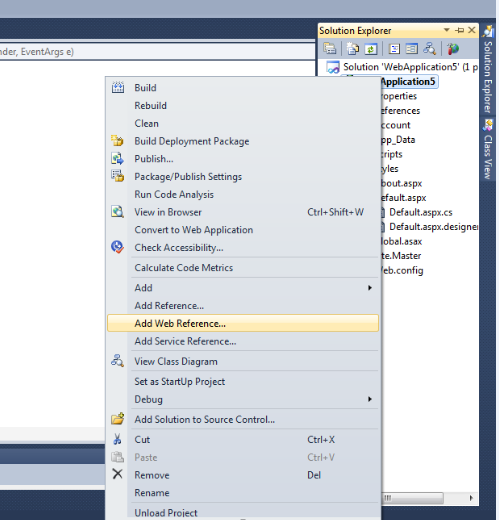 Solution Explorer
Solution 'WebApplication5' (1 p
nder, EventArgs e)
Application5
operties
eferences
ccount
pp_Data
cripts
yles
bout.aspx
efault.aspx
Default.aspx.cs
Default.aspx.designe
lobal.asax
te.Master
eb.config
Build
Rebuild
Clean
Build Deployment Package
Publish...
Package/Publish Settings
Run Code Analysis
View in Browser Ctrl+Shift+W
Convert to Web Application
Check Accessibility...
Calculate Code Metrics
Add
Add Reference...
Add Web Reference...
Add Service Reference...
View Class Diagram
Set as StartUp Project
Debug
Add Solution to Source Control...
Cut Ctrl+X
Paste Ctrl+V
Remove Del
Rename
Unload Project
Solution Explorer
Class View